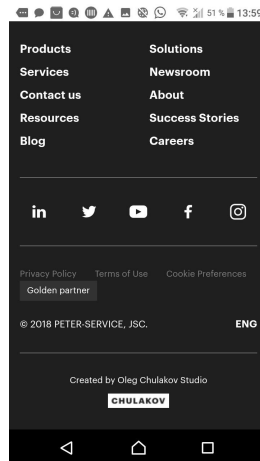 51 % 13:59
Products
Solutions
Services
Newsroom
Contact us
About
Resources
Success Stories
Blog
Careers
in
f
Privacy Policy Terms of Use Cookie Preferences
Golden partner
© 2018 PETER-SERVICE, JSC. ENG
Created by Oleg Chulakov Studio
CHULAKOV